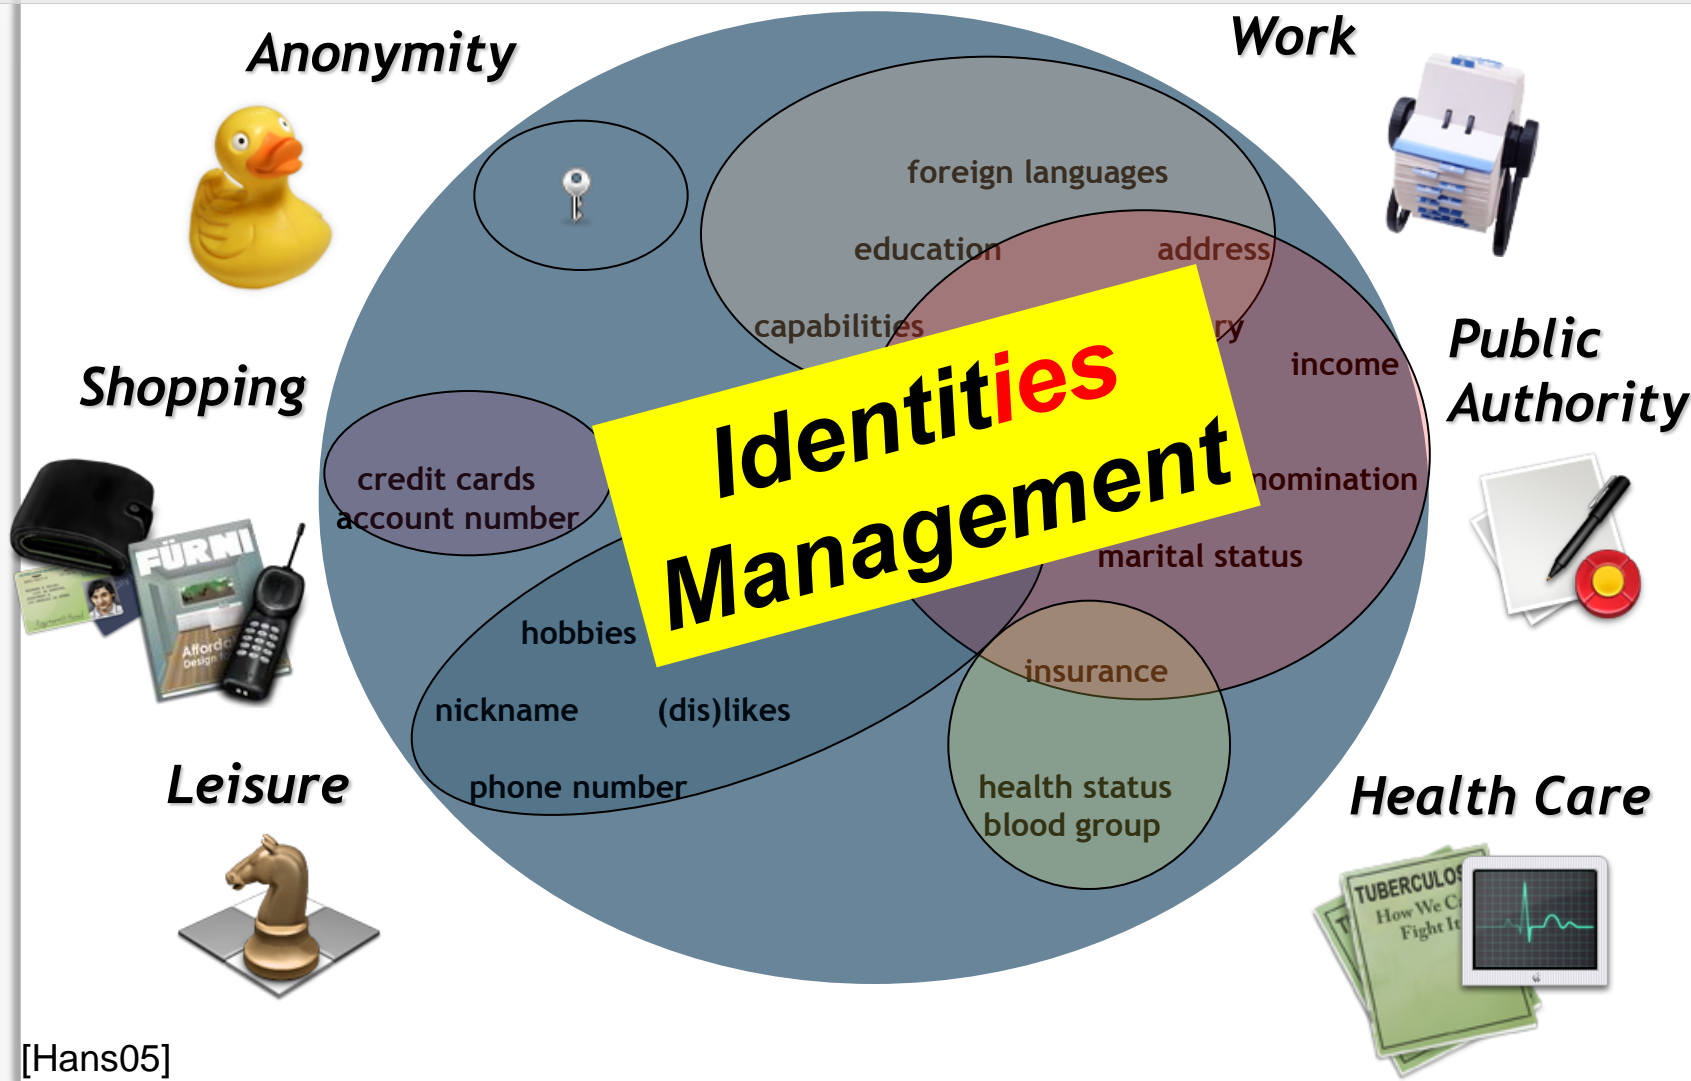 Anonymity
Work
foreign languages
education
address
capabilities
ry
income
Public
Authority
Shopping
Identities
Management
credit cards
account number
nomination
marital status
FÜRNI
hobbies
insurance
nickname
(dis)likes
phone number
health status
blood group
Leisure
Health Care
TUBERCULOS
How We C
Fight It
[Hans05]